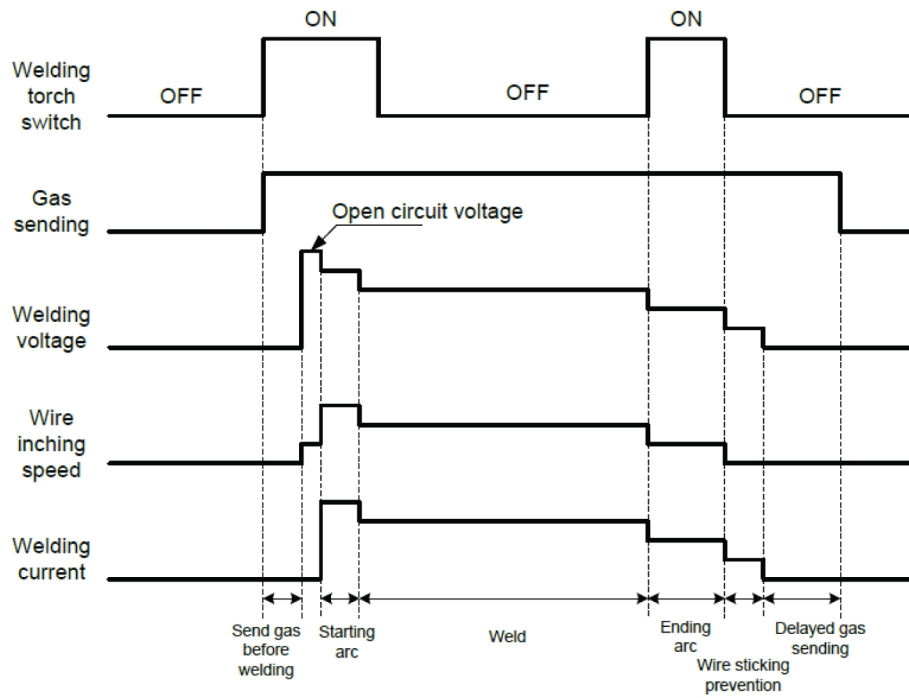 ON
ON
Welding
torch
switch
OFF
OFF
OFF
Gas
sending
Open circuit voltage
Welding
voltage
Wire
inching
speed
Welding
current
Send gas
before
welding
Starting
arc
Weld
Ending
arc
Wire sticking
prevention
Delayed gas
sending